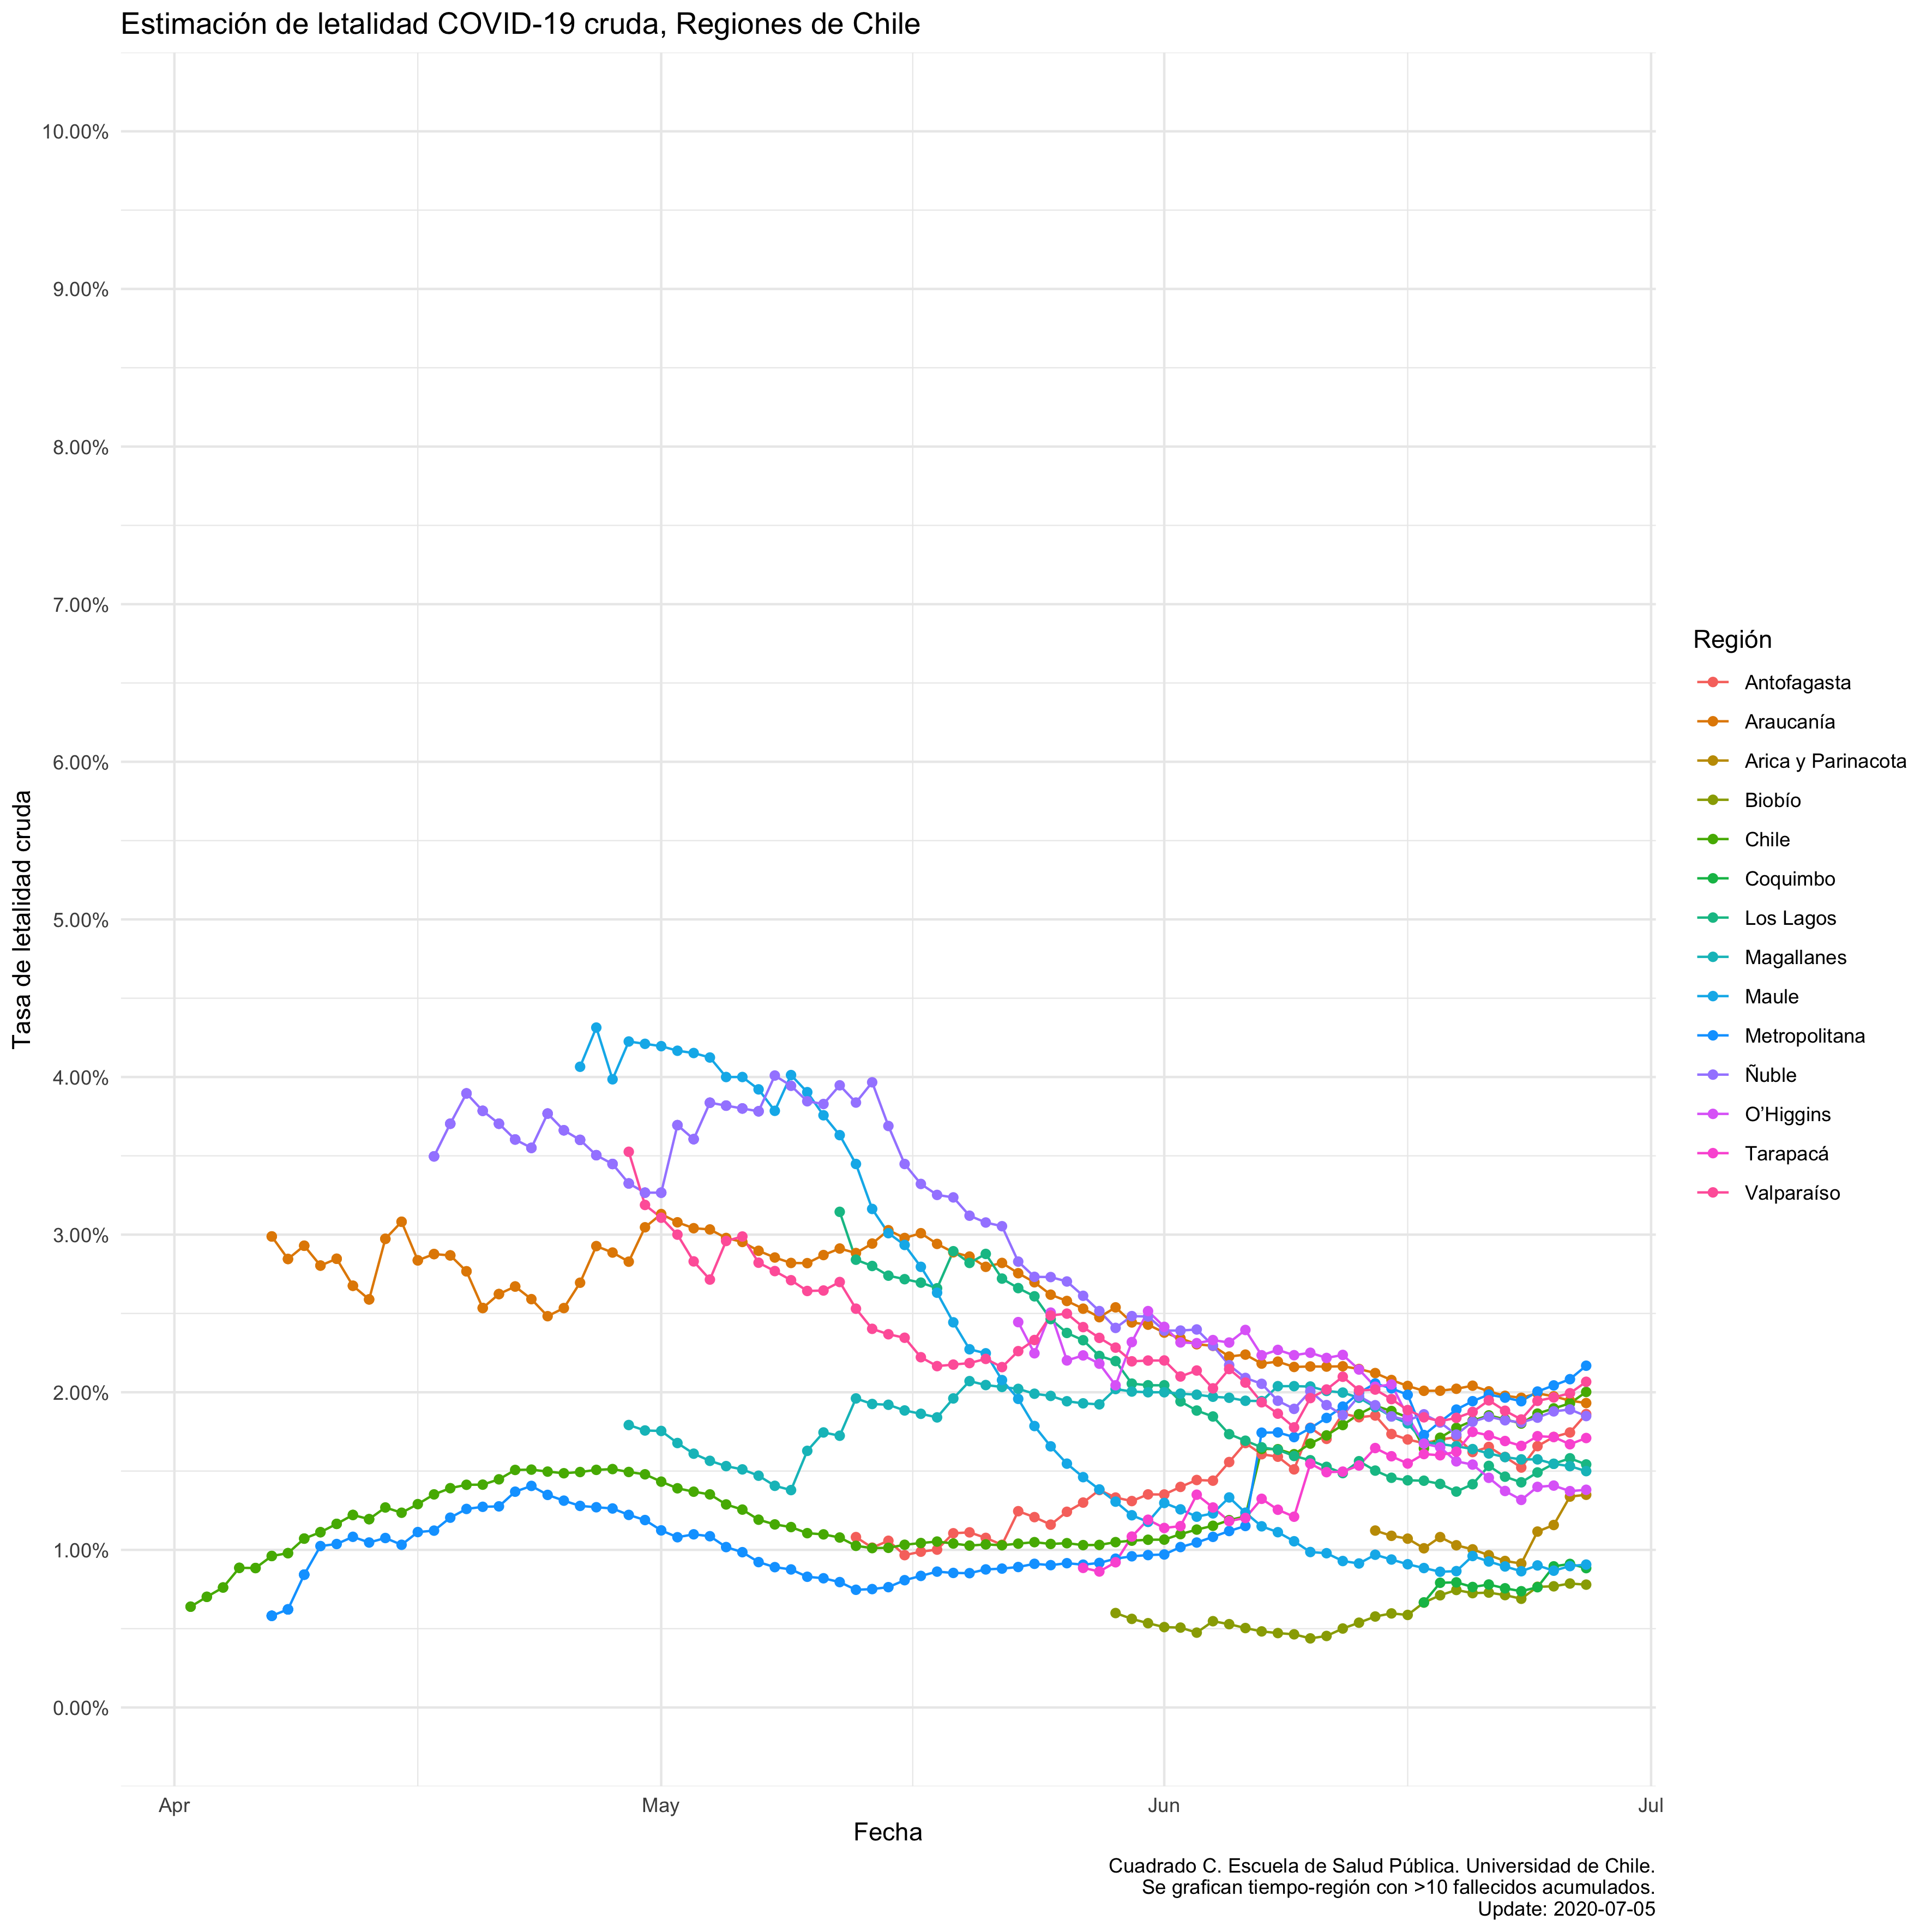 Estimación de letalidad COVID-19 cruda, Regiones de Chile
10.00%
9.00%
8.00%
7.00%
6.00%
5.00%
4.00%
3.00%
2.00%
1.00%
0.00%
Tasa de letalidad cruda
Apr
May
Jun
Jul
Fecha
Región
Antofagasta
Araucanía
Arica y Parinacota
Biobío
Chile
Coquimbo
Los Lagos
Magallanes
Maule
Metropolitana
Ñuble
O’Higgins
Tarapacá
Valparaíso
Cuadrado C. Escuela de Salud Pública. Universidad de Chile.
Se grafican tiempo-región con >10 fallecidos acumulados.
Update: 2020-07-05